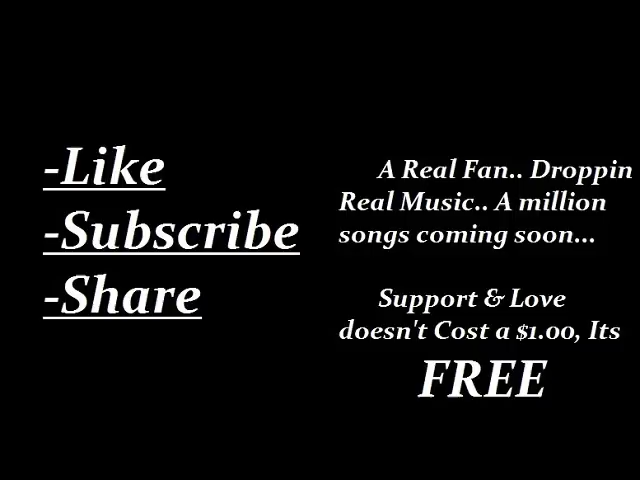 -Like
-Subscribe
-Share
A Real Fan.. Droppin
Real Music.. A million
songs coming soon...
Support & Love
doesn't Cost a $1.00, Its
FREE